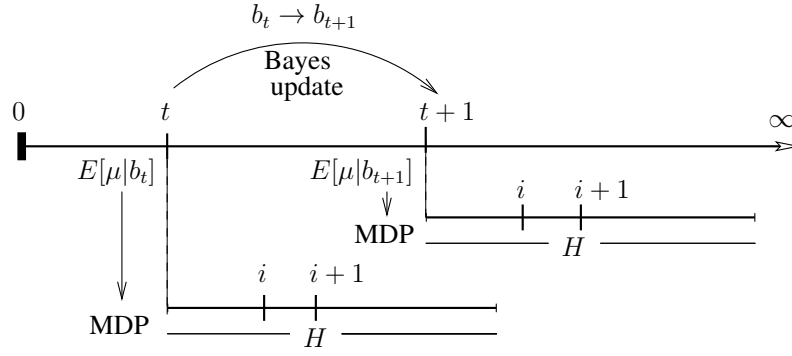 b_t → b_{t+1}
Bayes
update
0
t
t + 1
∞
E[μ|b_t]
E[μ|b_{t+1}]
i
i + 1
MDP
H
i
i + 1
MDP
H